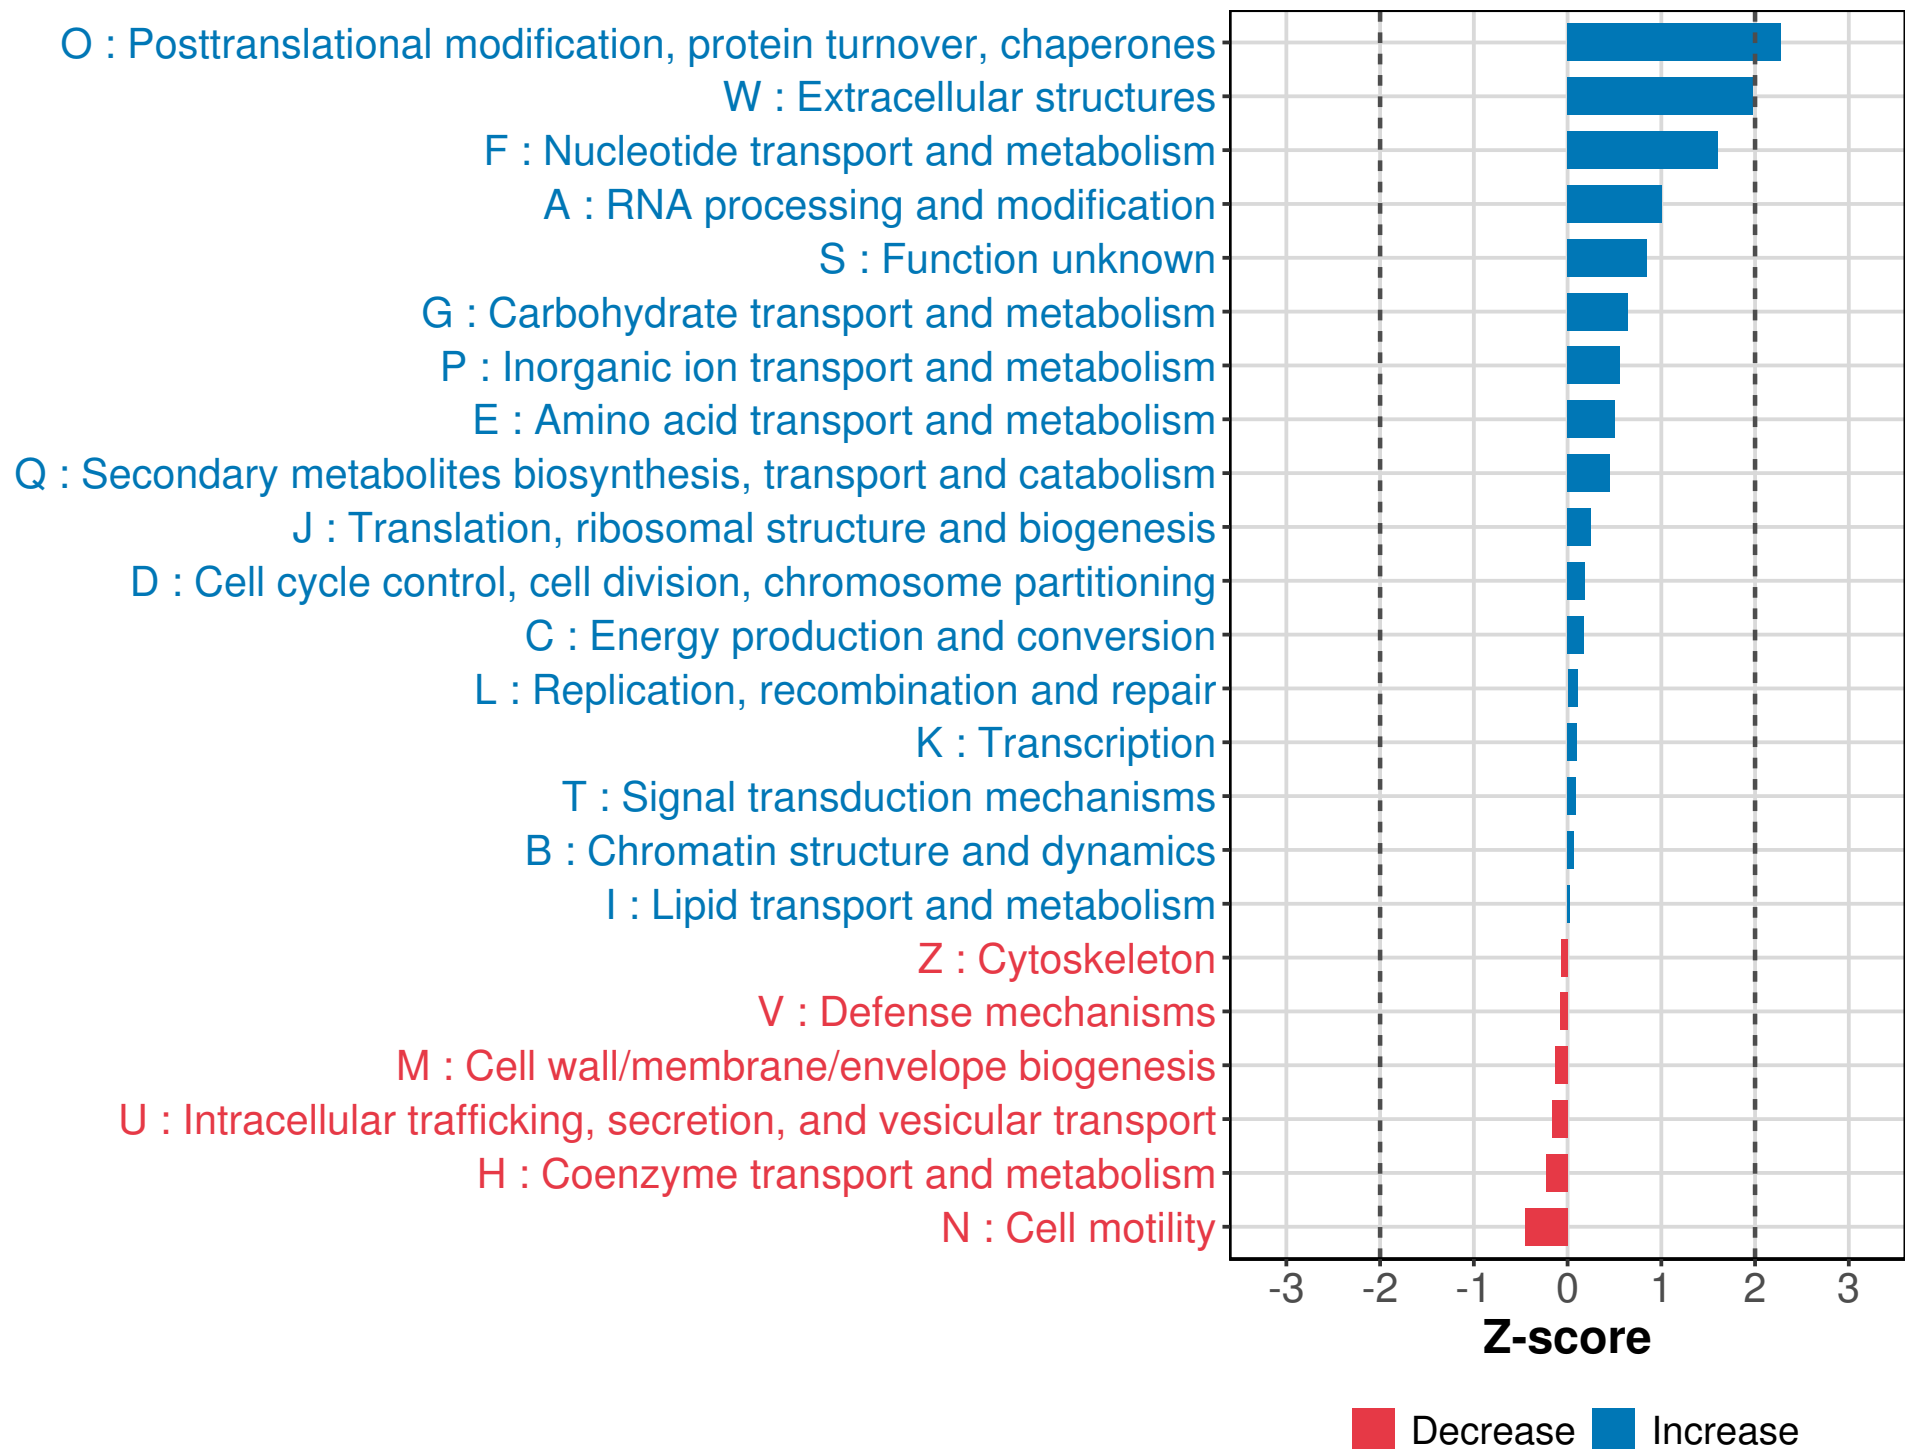 O : Posttranslational modification, protein turnover, chaperones
W : Extracellular structures
F : Nucleotide transport and metabolism
A : RNA processing and modification
S : Function unknown
G : Carbohydrate transport and metabolism
P : Inorganic ion transport and metabolism
E : Amino acid transport and metabolism
Q : Secondary metabolites biosynthesis, transport and catabolism
J : Translation, ribosomal structure and biogenesis
D : Cell cycle control, cell division, chromosome partitioning
C : Energy production and conversion
L : Replication, recombination and repair
K : Transcription
T : Signal transduction mechanisms
B : Chromatin structure and dynamics
I : Lipid transport and metabolism
Z : Cytoskeleton
V : Defense mechanisms
M : Cell wall/membrane/envelope biogenesis
U : Intracellular trafficking, secretion, and vesicular transport
H : Coenzyme transport and metabolism
N : Cell motility
-3 -2 -1 0 1 2 3
Z-score
Decrease Increase